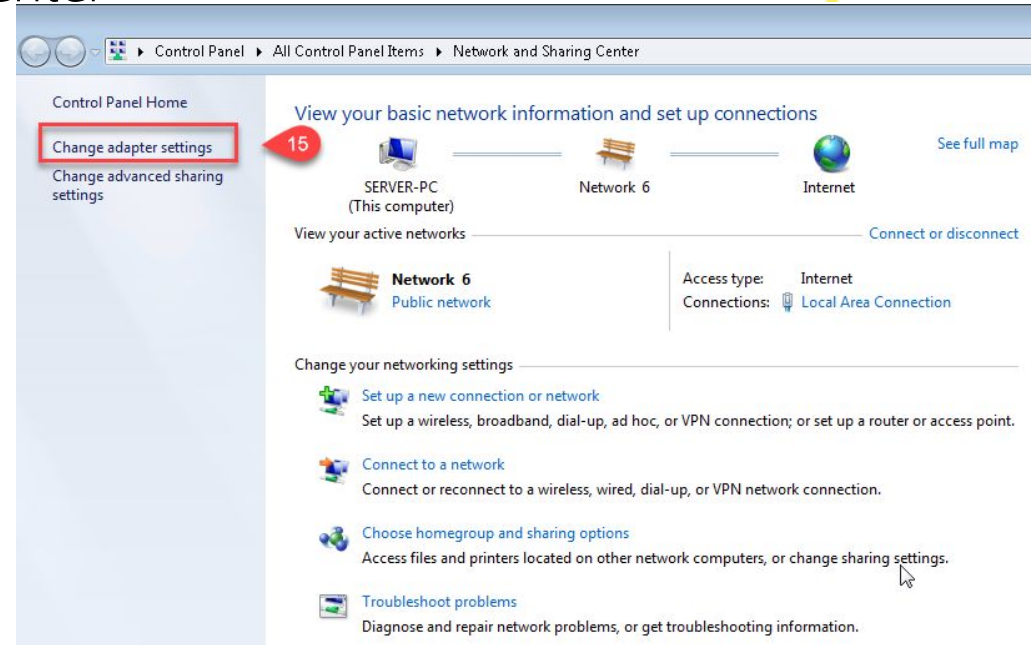 Control Panel ▸ All Control Panel Items ▸ Network and Sharing Center
Control Panel Home
Change adapter settings
15
Change advanced sharing
settings
View your basic network information and set up connections
See full map
SERVER-PC
(This computer)
Network 6
Internet
View your active networks
Connect or disconnect
Network 6
Public network
Access type: Internet
Connections: Local Area Connection
Change your networking settings
Set up a new connection or network
Set up a wireless, broadband, dial-up, ad hoc, or VPN connection; or set up a router or access point.
Connect to a network
Connect or reconnect to a wireless, wired, dial-up, or VPN network connection.
Choose homegroup and sharing options
Access files and printers located on other network computers, or change sharing settings.
Troubleshoot problems
Diagnose and repair network problems, or get troubleshooting information.